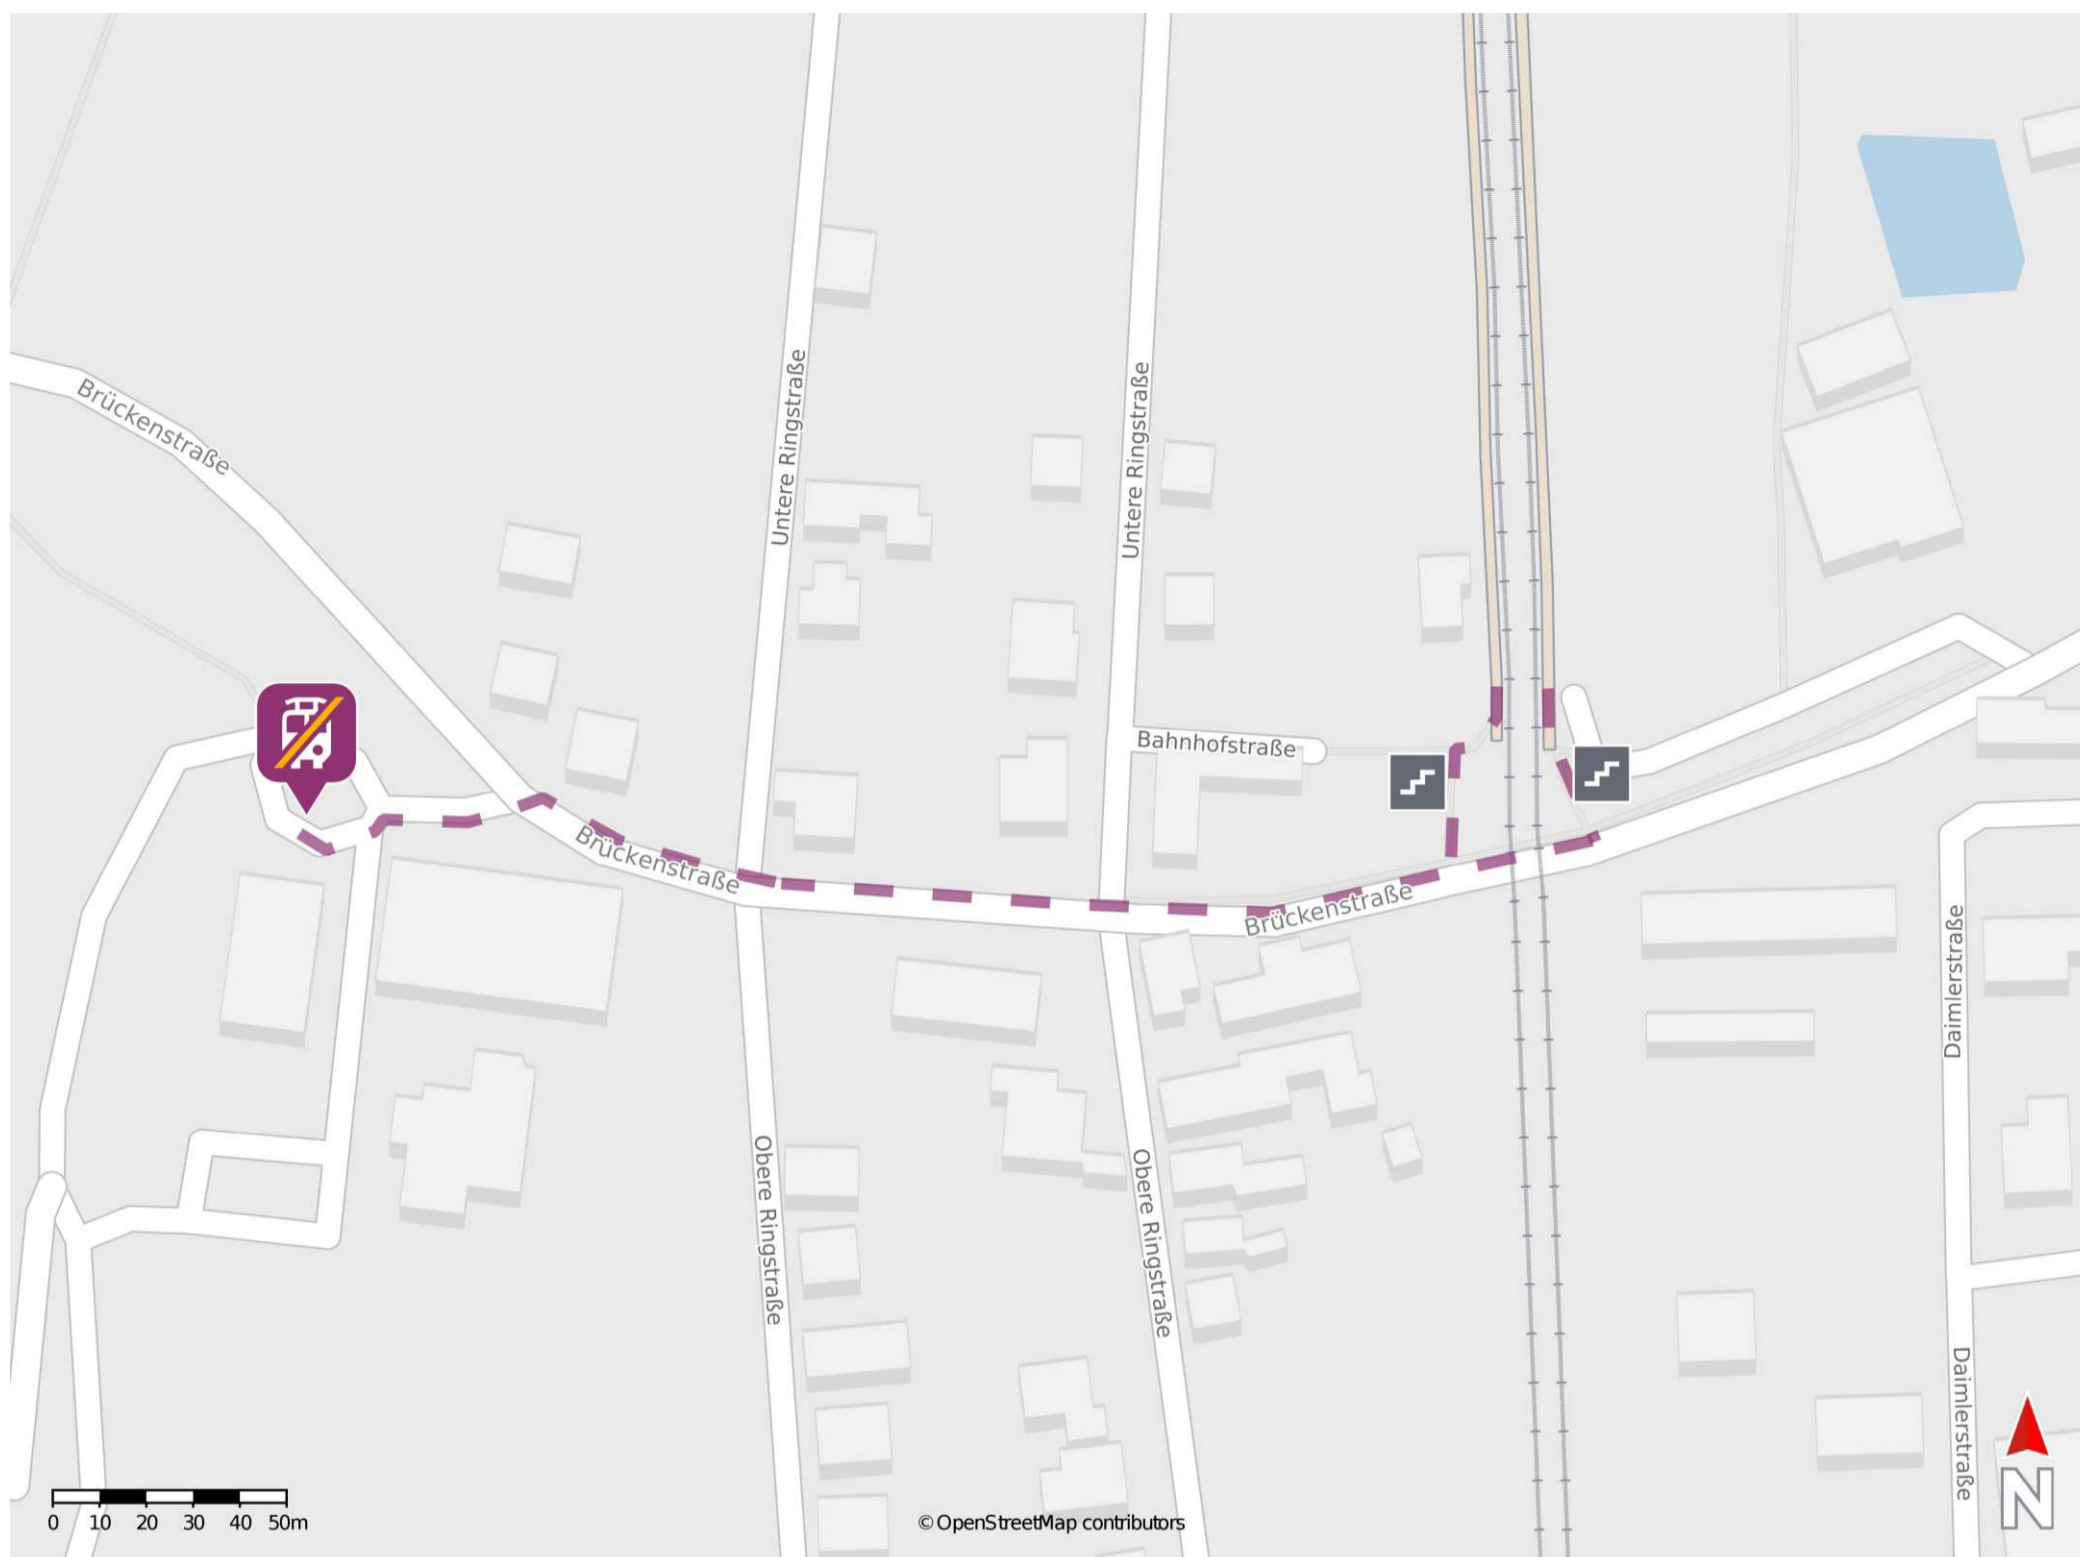 Brückenstraße
Untere Ringstraße
Untere Ringstraße
Bahnhofstraße
Brückenstraße
Brückenstraße
Daimlerstraße
Obere Ringstraße
Obere Ringstraße
Daimlerstraße
0 10 20 30 40 50m
© OpenStreetMap contributors
N